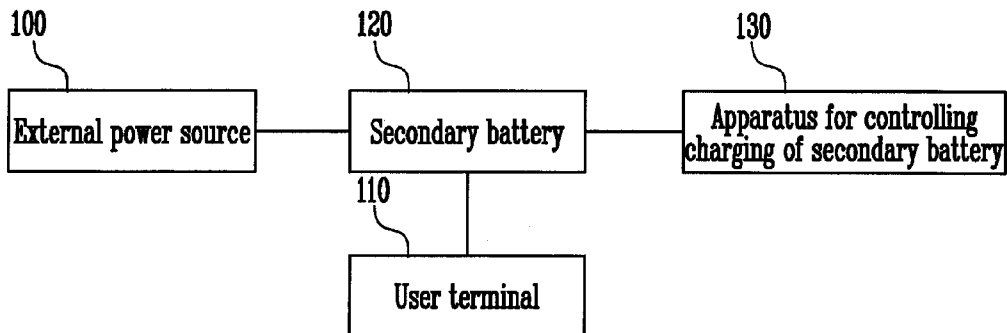 100
120
130
External power source
Secondary battery
Apparatus for controlling
charging of secondary battery
110
User terminal